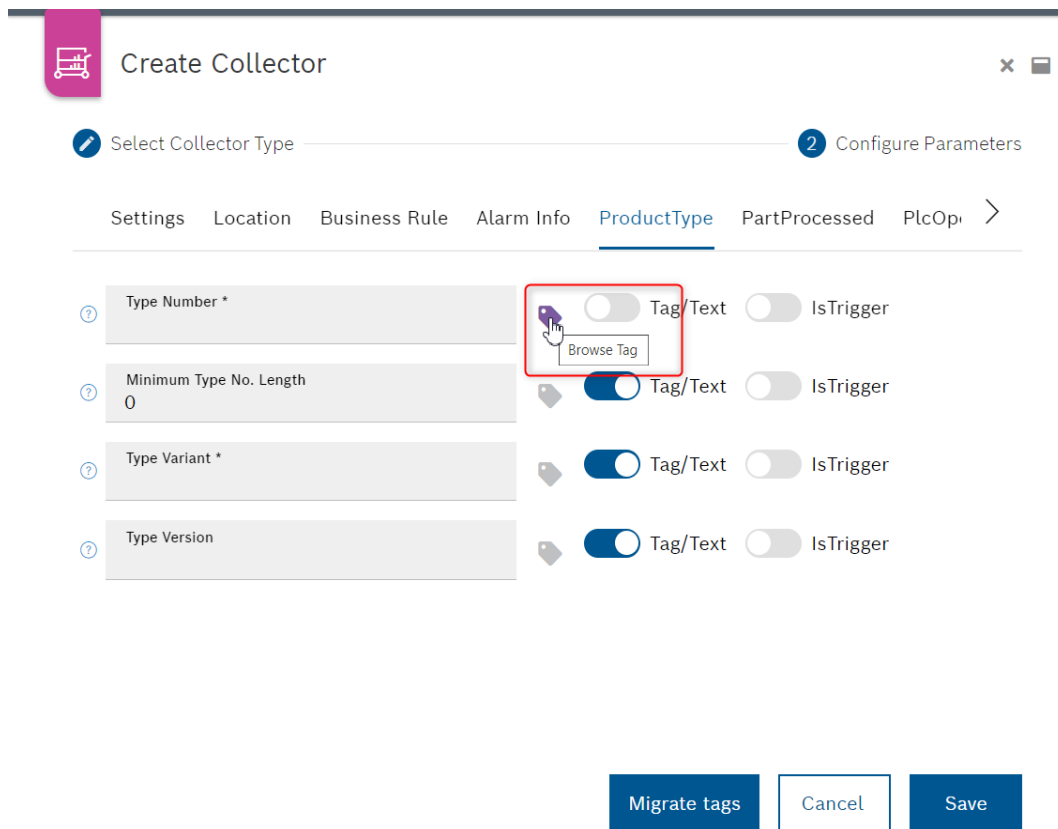 Create Collector
Select Collector Type
2 Configure Parameters
Settings Location Business Rule Alarm Info ProductType PartProcessed PlcOp
Type Number *
Tag/Text IsTrigger
Browse Tag
Minimum Type No. Length
0
Tag/Text IsTrigger
Type Variant *
Tag/Text IsTrigger
Type Version
Tag/Text IsTrigger
Migrate tags Cancel Save